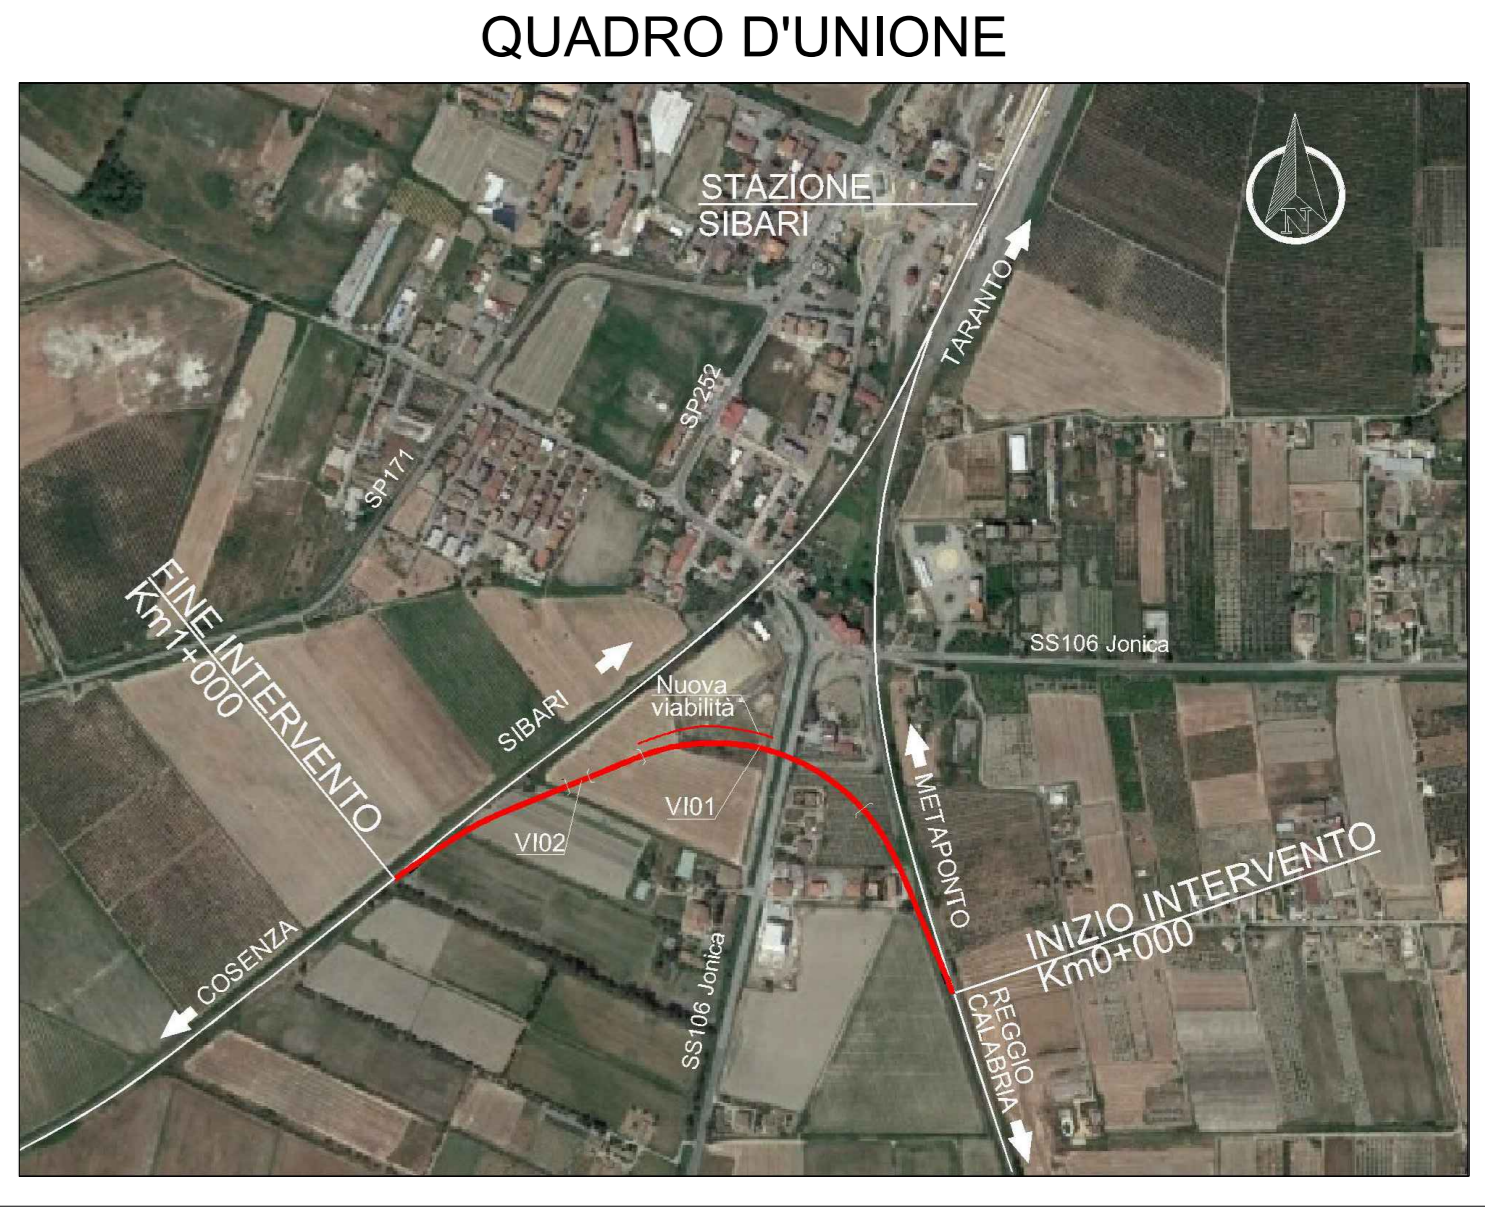 QUADRO D'UNIONE
STAZIONE
SIBARI
N
TARANTO
SP252
SP171
FINE INTERVENTO
Km1+000
SS106 Jonica
SIBARI
Nuova
viabilità
VI01
VI02
METAPONTO
INIZIO INTERVENTO
Km0+000
COSENZA
SS106 Jonica
REGGIO
CALABRIA